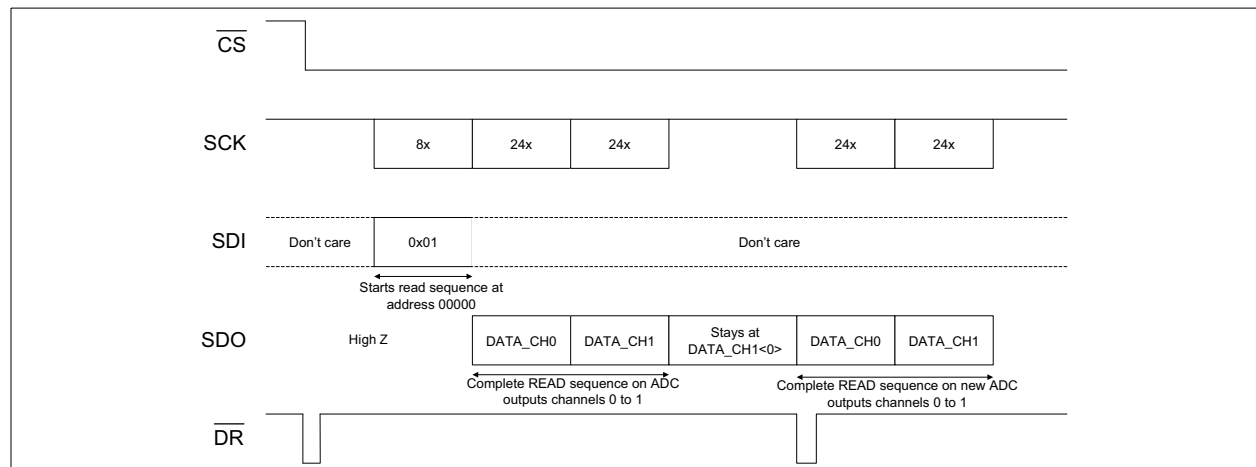 CS
SCK
8x
24x
24x
24x
24x
SDI
Don't care
0x01
Don't care
Starts read sequence at
address 00000
SDO
High Z
DATA_CH0
DATA_CH1
Stays at
DATA_CH1<0>
DATA_CH0
DATA_CH1
Complete READ sequence on ADC
outputs channels 0 to 1
Complete READ sequence on new ADC
outputs channels 0 to 1
DR